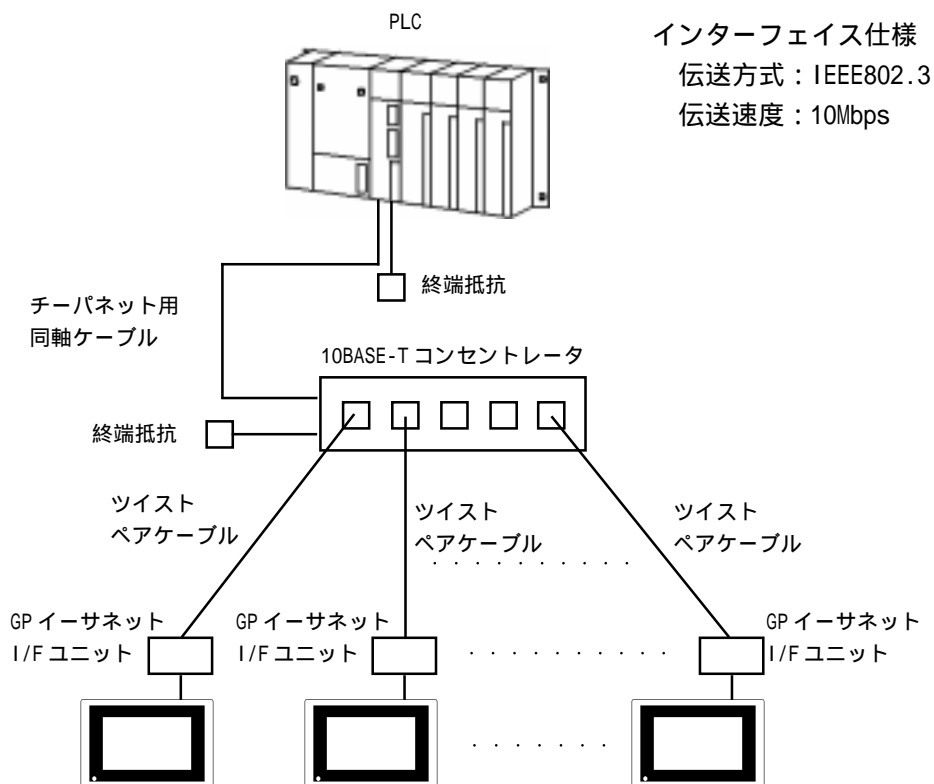 PLC
インターフェイス仕様
伝送方式：IEEE802.3
伝送速度：10Mbps
終端抵抗
チーパネット用
同軸ケーブル
10BASE-T コンセントレータ
終端抵抗
ツイスト
ペアケーブル
ツイスト
ペアケーブル
ツイスト
ペアケーブル
GP イーサネット
I/F ユニット
GP イーサネット
I/F ユニット
GP イーサネット
I/F ユニット